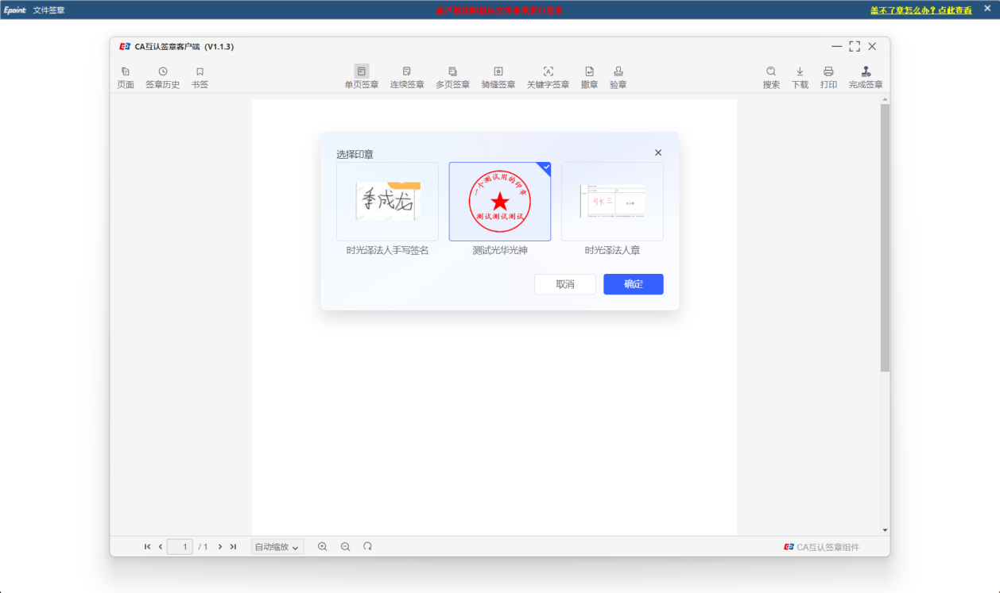 Epoint 文件签章
请严格按照招标文件要求进行签章
盖不了章怎么办?点此查看
CA互认签章客户端 (V1.1.3)
页面 签章历史 书签 单页签章 连续签章 多页签章 骑缝签章 关键字签章 撤章 验章 搜索 下载 打印 完成签章
选择印章
季成龙
一个测试用的印章
测试测试测试
弓长三
时光泽法人手写签名 测试光华光神 时光泽法人章
取消 确定
1 / 1 自动缩放 CA互认签章组件